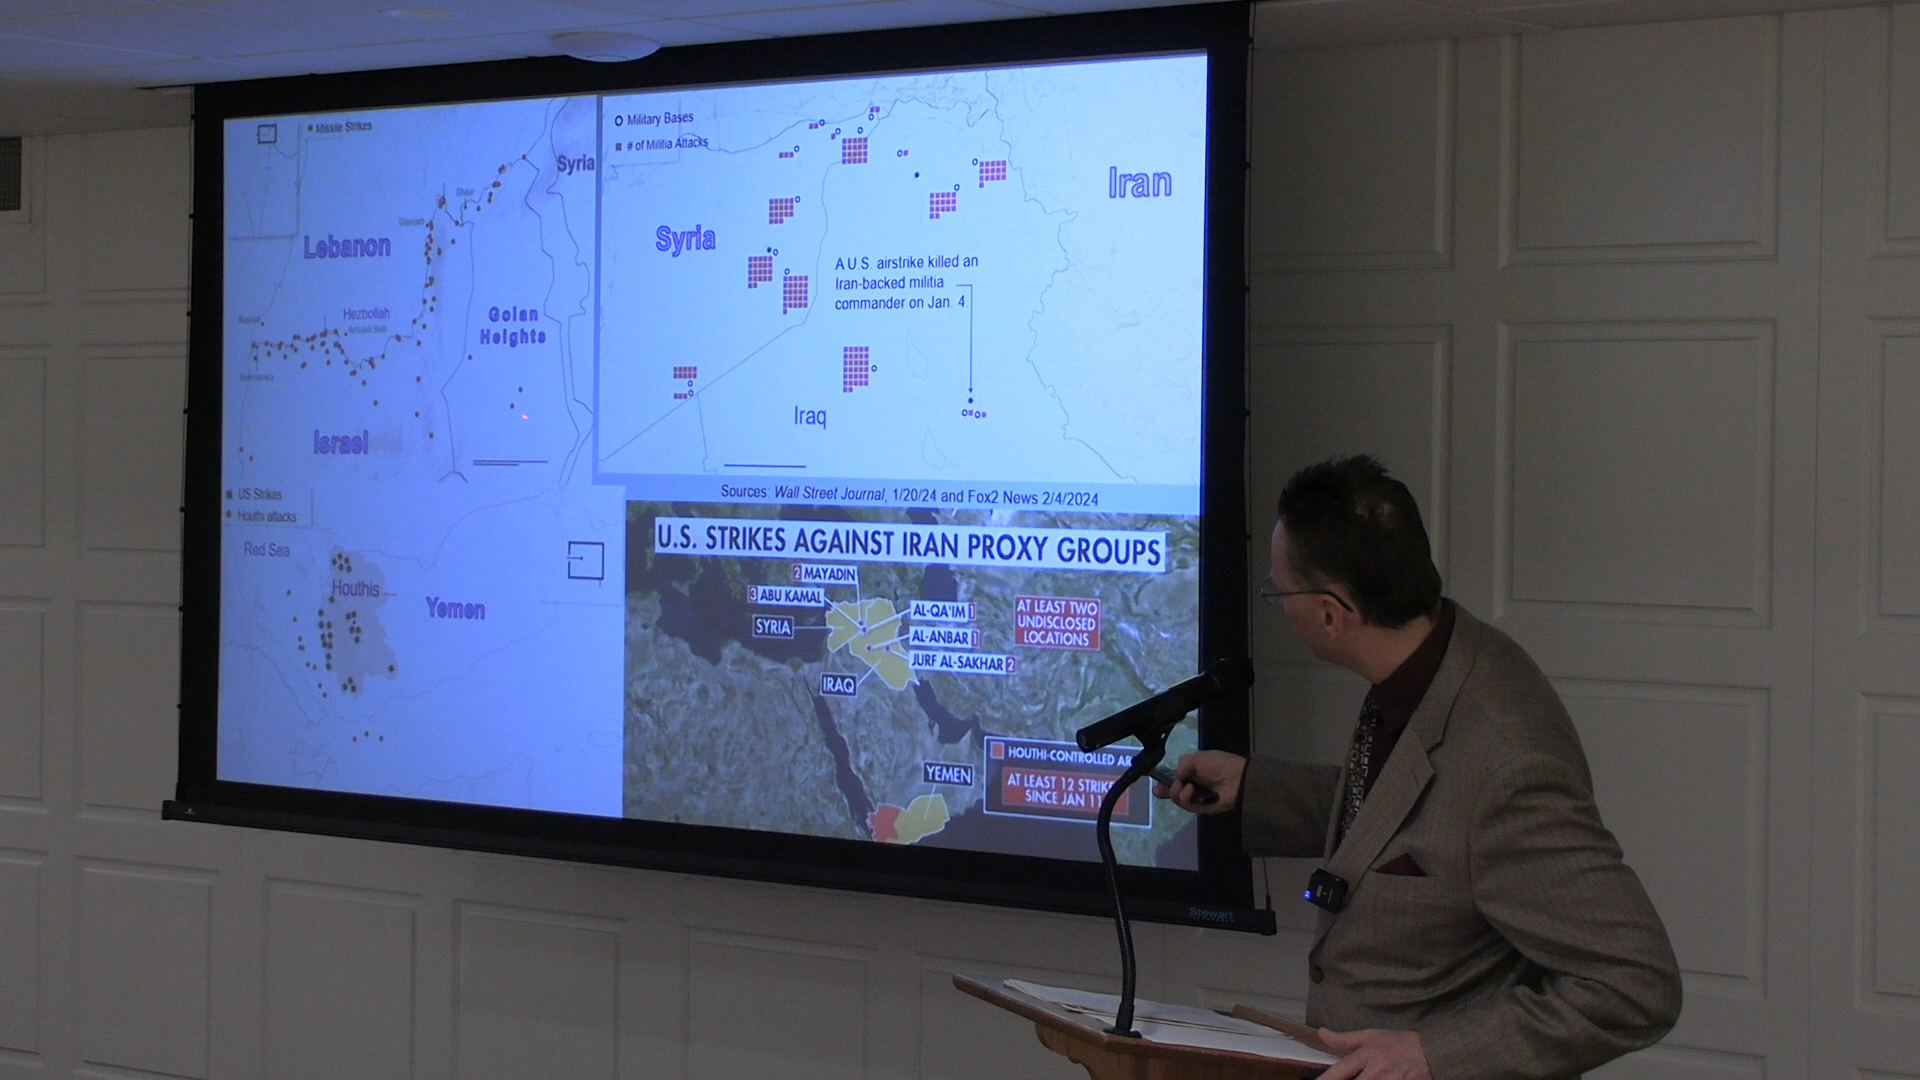 Missile Strikes
Syria
Ghajar
Lebanon
Hezbollah
Golan
Heights
Israel
Military Bases
# of Militia Attacks
Iran
Syria
A U.S. airstrike killed an
Iran-backed militia
commander on Jan. 4.
Iraq
Sources: Wall Street Journal, 1/20/24 and Fox2 News 2/4/2024
US Strikes
Houthi attacks
Red Sea
Houthis
Yemen
U.S. STRIKES AGAINST IRAN PROXY GROUPS
2 MAYADIN
3 ABU KAMAL
SYRIA
AL-QA'IM 1
AL-ANBAR 1
JURF AL-SAKHAR 2
IRAQ
AT LEAST TWO
UNDISCLOSED
LOCATIONS
YEMEN
HOUTHI-CONTROLLED AR
AT LEAST 12 STRIK
SINCE JAN 11
Stewart